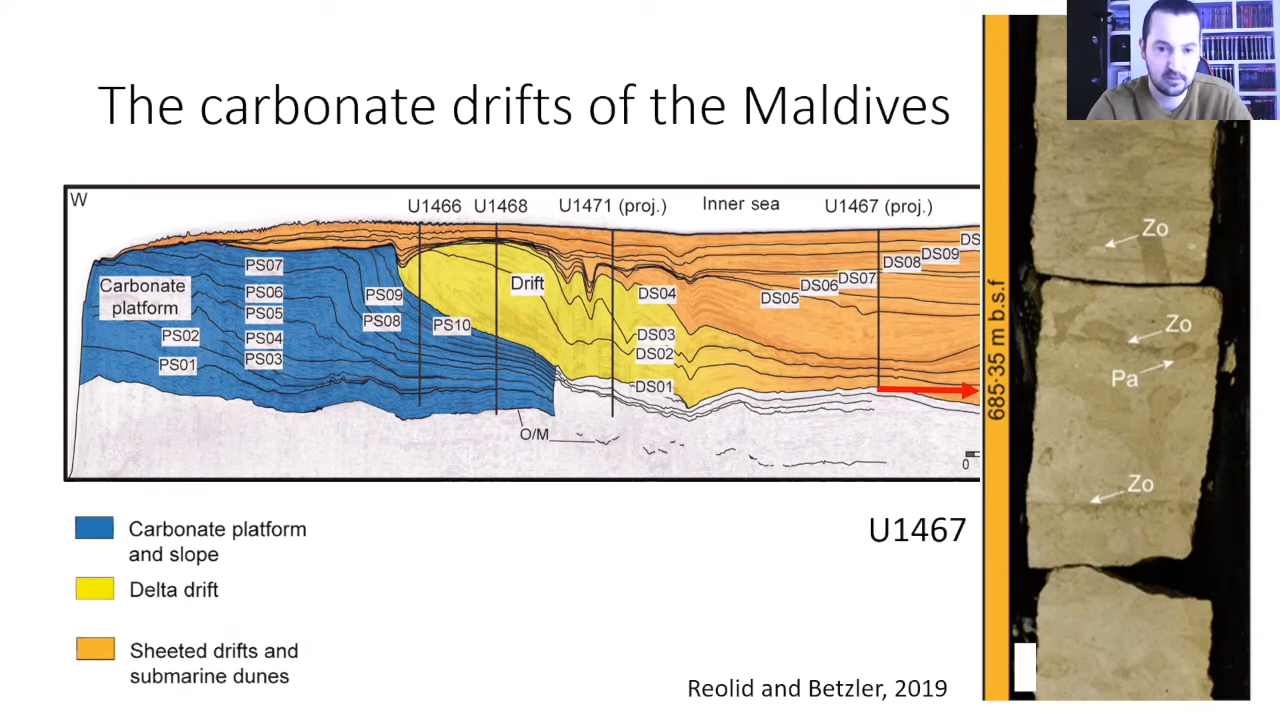 The carbonate drifts of the Maldives
W
U1466
U1468
U1471 (proj.)
Inner sea
U1467 (proj.)
Carbonate
platform
PS07
PS06
PS05
PS04
PS03
PS02
PS01
PS09
PS08
PS10
Drift
DS04
DS03
DS02
DS01
DS05
DS06
DS07
DS08
DS09
DS
O/M
0
Carbonate platform
and slope
Delta drift
Sheeted drifts and
submarine dunes
U1467
Reolid and Betzler, 2019
685·35 m b.s.f
Zo
Zo
Pa
Zo